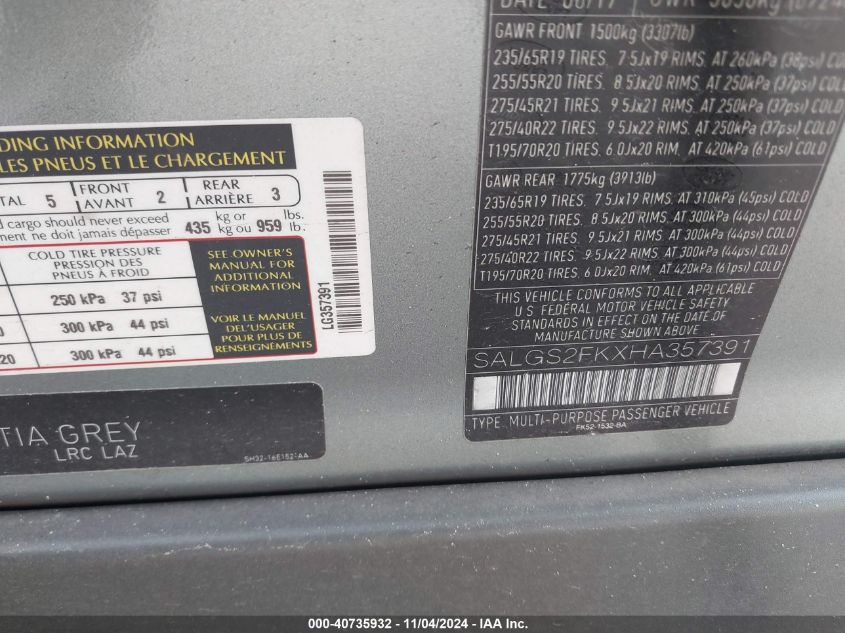 DING INFORMATION
LES PNEUS ET LE CHARGEMENT
TAL 5 FRONT AVANT 2 REAR ARRIÈRE 3
cargo should never exceed 435 kg or 959 lbs.
ment ne doit jamais dépasser kg ou lb.
COLD TIRE PRESSURE
PRESSION DES
PNEUS À FROID
250 kPa 37 psi
300 kPa 44 psi
20 300 kPa 44 psi
SEE OWNER'S
MANUAL FOR
ADDITIONAL
INFORMATION
VOIR LE MANUEL
DE L'USAGER
POUR PLUS DE
RENSEIGNEMENTS
LG357391
TIA GREY
LRC LAZ
SH32-16E152-AA
GAWR FRONT 1500kg (3307lb)
235/65R19 TIRES. 7.5Jx19 RIMS. AT 260kPa (38psi) COLD
255/55R20 TIRES. 8.5Jx20 RIMS. AT 250kPa (37psi) COLD
275/45R21 TIRES. 9.5Jx21 RIMS. AT 250kPa (37psi) COLD
275/40R22 TIRES. 9.5Jx22 RIMS. AT 250kPa (37psi) COLD
T195/70R20 TIRES. 6.0Jx20 RIM. AT 420kPa (61psi) COLD
GAWR REAR 1775kg (3913lb)
235/65R19 TIRES. 7.5Jx19 RIMS. AT 310kPa (45psi) COLD
255/55R20 TIRES. 8.5Jx20 RIMS. AT 300kPa (44psi) COLD
275/45R21 TIRES. 9.5Jx21 RIMS. AT 300kPa (44psi) COLD
275/40R22 TIRES. 9.5Jx22 RIMS. AT 300kPa (44psi) COLD
T195/70R20 TIRES. 6.0Jx20 RIM. AT 420kPa (61psi) COLD
THIS VEHICLE CONFORMS TO ALL APPLICABLE
U.S. FEDERAL MOTOR VEHICLE SAFETY
STANDARDS IN EFFECT ON THE DATE OF
MANUFACTURE SHOWN ABOVE
SALGS2FKXHA357391
TYPE: MULTI-PURPOSE PASSENGER VEHICLE
FK52-1532-BA
000-40735932 - 11/04/2024 - IAA Inc.